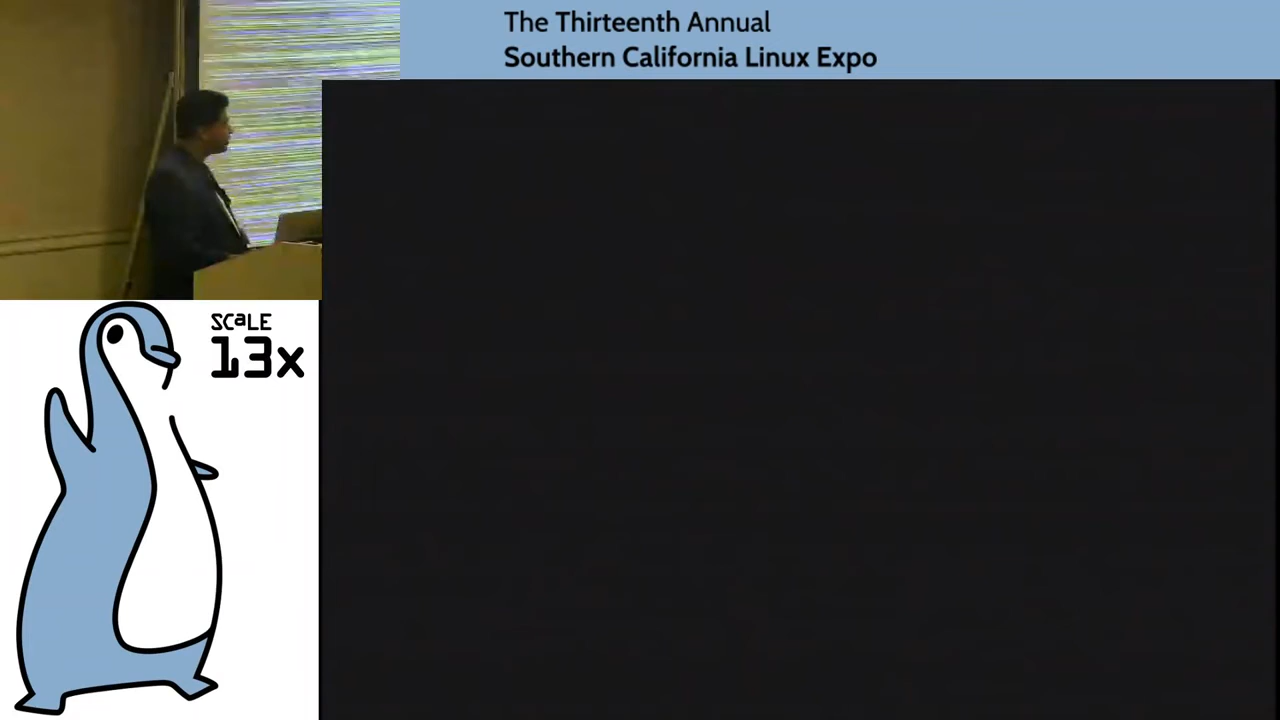 The Thirteenth Annual
Southern California Linux Expo
SCaLE
13x